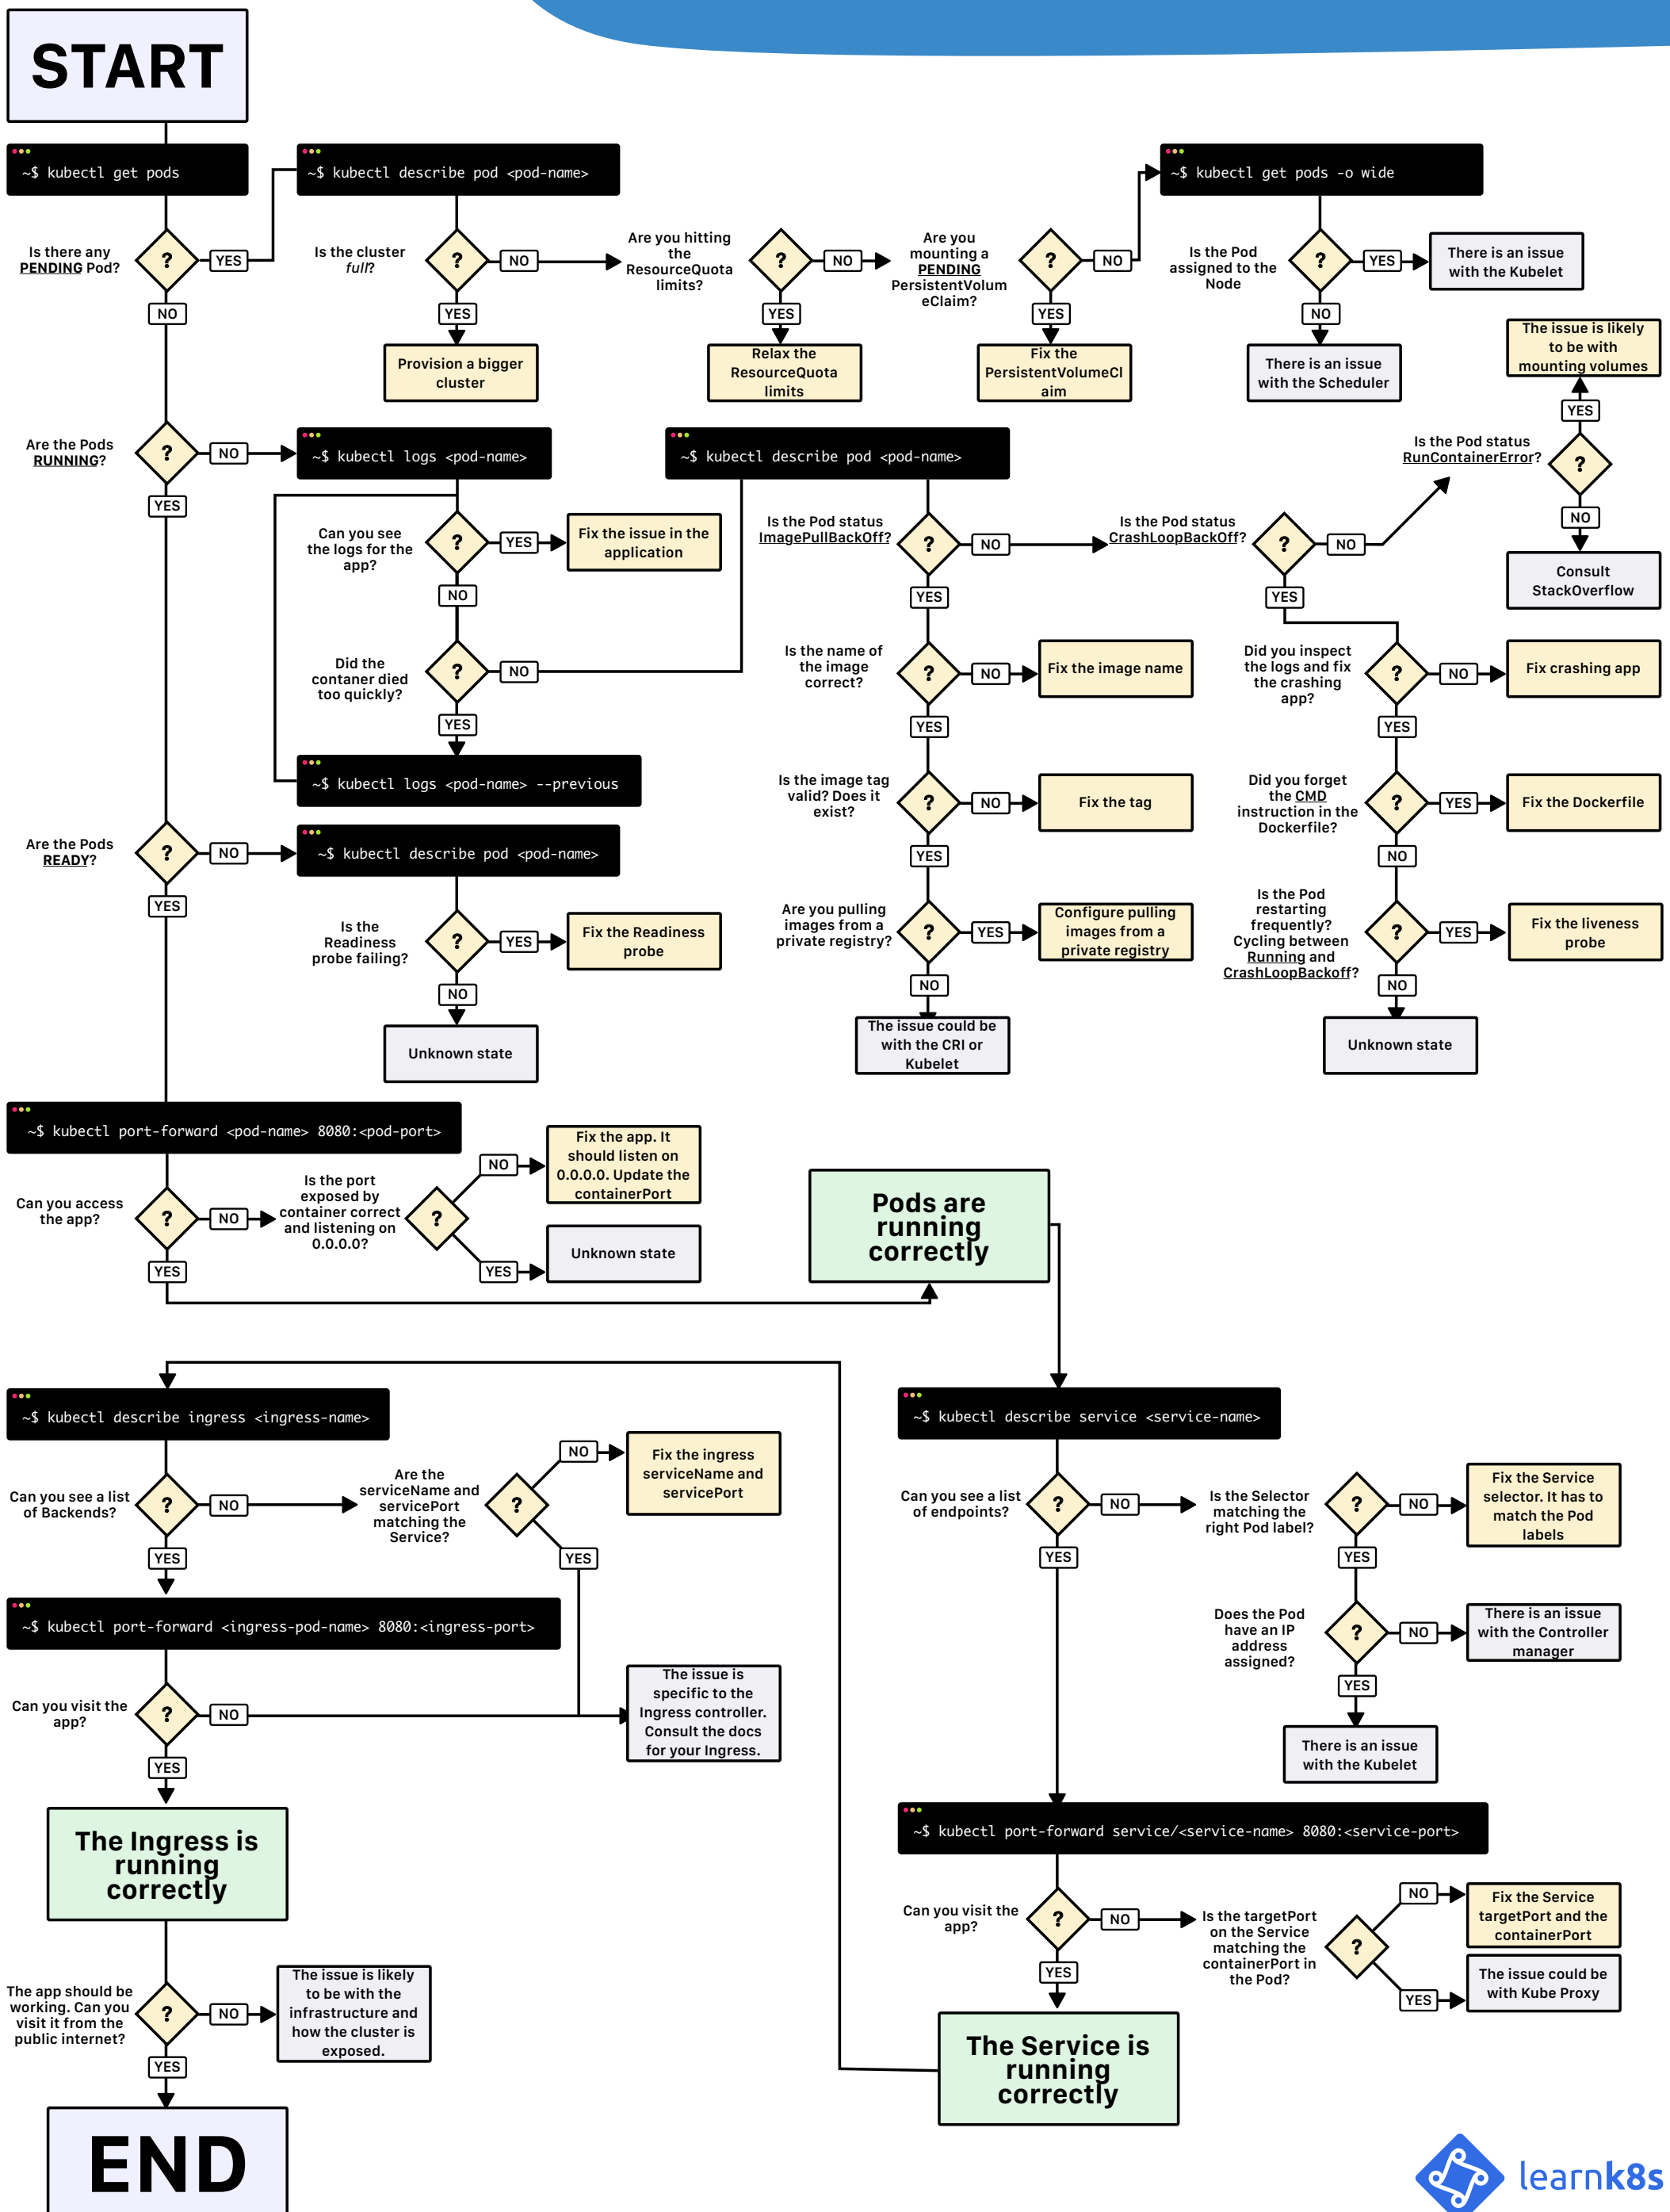 START
~$ kubectl get pods
~$ kubectl describe pod <pod-name>
~$ kubectl get pods -o wide
Is there any
PENDING Pod?
?
YES
NO
Is the cluster
full?
?
NO
YES
Provision a bigger
cluster
Are you hitting
the
ResourceQuota
limits?
?
NO
YES
Relax the
ResourceQuota
limits
Are you
mounting a
PENDING
PersistentVolum
eClaim?
?
NO
YES
Fix the
PersistentVolumeCl
aim
Is the Pod
assigned to the
Node
?
YES
There is an issue
with the Kubelet
NO
There is an issue
with the Scheduler
Are the Pods
RUNNING?
?
NO
YES
~$ kubectl logs <pod-name>
Can you see
the logs for the
app?
?
YES
Fix the issue in the
application
NO
Did the
contaner died
too quickly?
?
NO
YES
~$ kubectl logs <pod-name> --previous
~$ kubectl describe pod <pod-name>
Is the Pod status
ImagePullBackOff?
?
NO
YES
Is the name of
the image
correct?
?
NO
Fix the image name
YES
Is the image tag
valid? Does it
exist?
?
NO
Fix the tag
YES
Are you pulling
images from a
private registry?
?
YES
Configure pulling
images from a
private registry
NO
The issue could be
with the CRI or
Kubelet
Is the Pod status
CrashLoopBackOff?
?
NO
YES
Is the Pod status
RunContainerError?
?
YES
The issue is likely
to be with
mounting volumes
NO
Consult
StackOverflow
Did you inspect
the logs and fix
the crashing
app?
?
NO
Fix crashing app
YES
Did you forget
the CMD
instruction in the
Dockerfile?
?
YES
Fix the Dockerfile
NO
Is the Pod
restarting
frequently?
Cycling between
Running and
CrashLoopBackoff?
?
YES
Fix the liveness
probe
NO
Unknown state
Are the Pods
READY?
?
NO
YES
~$ kubectl describe pod <pod-name>
Is the
Readiness
probe failing?
?
YES
Fix the Readiness
probe
NO
Unknown state
~$ kubectl port-forward <pod-name> 8080:<pod-port>
Can you access
the app?
?
NO
YES
Is the port
exposed by
container correct
and listening on
0.0.0.0?
?
NO
Fix the app. It
should listen on
0.0.0.0. Update the
containerPort
YES
Unknown state
Pods are
running
correctly
~$ kubectl describe service <service-name>
Can you see a list
of endpoints?
?
NO
YES
Is the Selector
matching the
right Pod label?
?
NO
Fix the Service
selector. It has to
match the Pod
labels
YES
Does the Pod
have an IP
address
assigned?
?
NO
There is an issue
with the Controller
manager
YES
There is an issue
with the Kubelet
~$ kubectl port-forward service/<service-name> 8080:<service-port>
Can you visit the
app?
?
NO
YES
Is the targetPort
on the Service
matching the
containerPort in
the Pod?
?
NO
Fix the Service
targetPort and the
containerPort
YES
The issue could be
with Kube Proxy
The Service is
running
correctly
~$ kubectl describe ingress <ingress-name>
Can you see a list
of Backends?
?
NO
YES
Are the
serviceName and
servicePort
matching the
Service?
?
NO
Fix the ingress
serviceName and
servicePort
YES
~$ kubectl port-forward <ingress-pod-name> 8080:<ingress-port>
Can you visit the
app?
?
NO
The issue is
specific to the
Ingress controller.
Consult the docs
for your Ingress.
YES
The Ingress is
running
correctly
The app should be
working. Can you
visit it from the
public internet?
?
NO
The issue is likely
to be with the
infrastructure and
how the cluster is
exposed.
YES
END
learnk8s